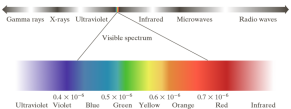 Gamma rays X-rays Ultraviolet Infrared Microwaves Radio waves
Visible spectrum
0.4 × 10⁻⁶ 0.5 × 10⁻⁶ 0.6 × 10⁻⁶ 0.7 × 10⁻⁶
Ultraviolet Violet Blue Green Yellow Orange Red Infrared